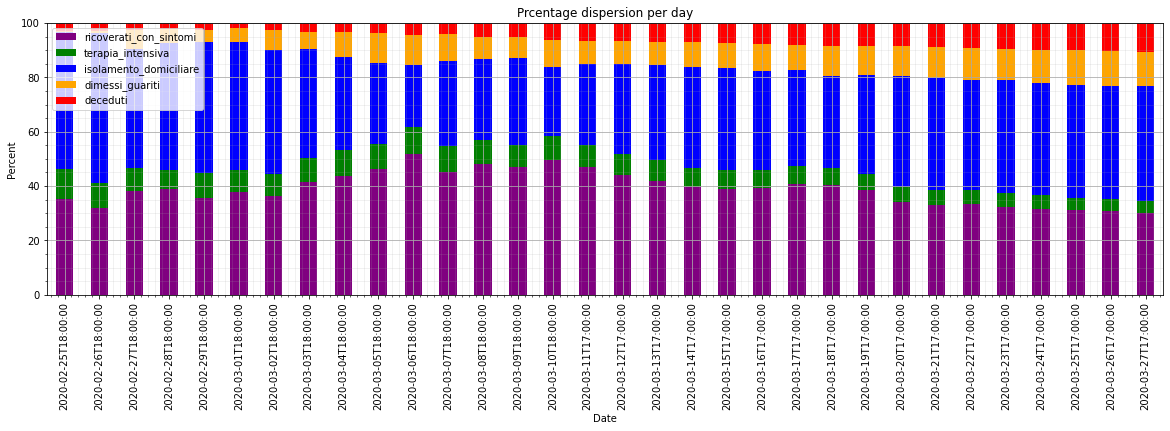 Prcentage dispersion per day
ricoverati_con_sintomi
terapia_intensiva
isolamento_domiciliare
dimessi_guariti
deceduti
Percent
100
80
60
40
20
0
2020-02-25T18:00:00
2020-02-26T18:00:00
2020-02-27T18:00:00
2020-02-28T18:00:00
2020-02-29T18:00:00
2020-03-01T18:00:00
2020-03-02T18:00:00
2020-03-03T18:00:00
2020-03-04T18:00:00
2020-03-05T18:00:00
2020-03-06T18:00:00
2020-03-07T18:00:00
2020-03-08T18:00:00
2020-03-09T18:00:00
2020-03-10T18:00:00
2020-03-11T17:00:00
2020-03-12T17:00:00
2020-03-13T17:00:00
2020-03-14T17:00:00
2020-03-15T17:00:00
2020-03-16T17:00:00
2020-03-17T17:00:00
2020-03-18T17:00:00
2020-03-19T17:00:00
2020-03-20T17:00:00
2020-03-21T17:00:00
2020-03-22T17:00:00
2020-03-23T17:00:00
2020-03-24T17:00:00
2020-03-25T17:00:00
2020-03-26T17:00:00
2020-03-27T17:00:00
Date